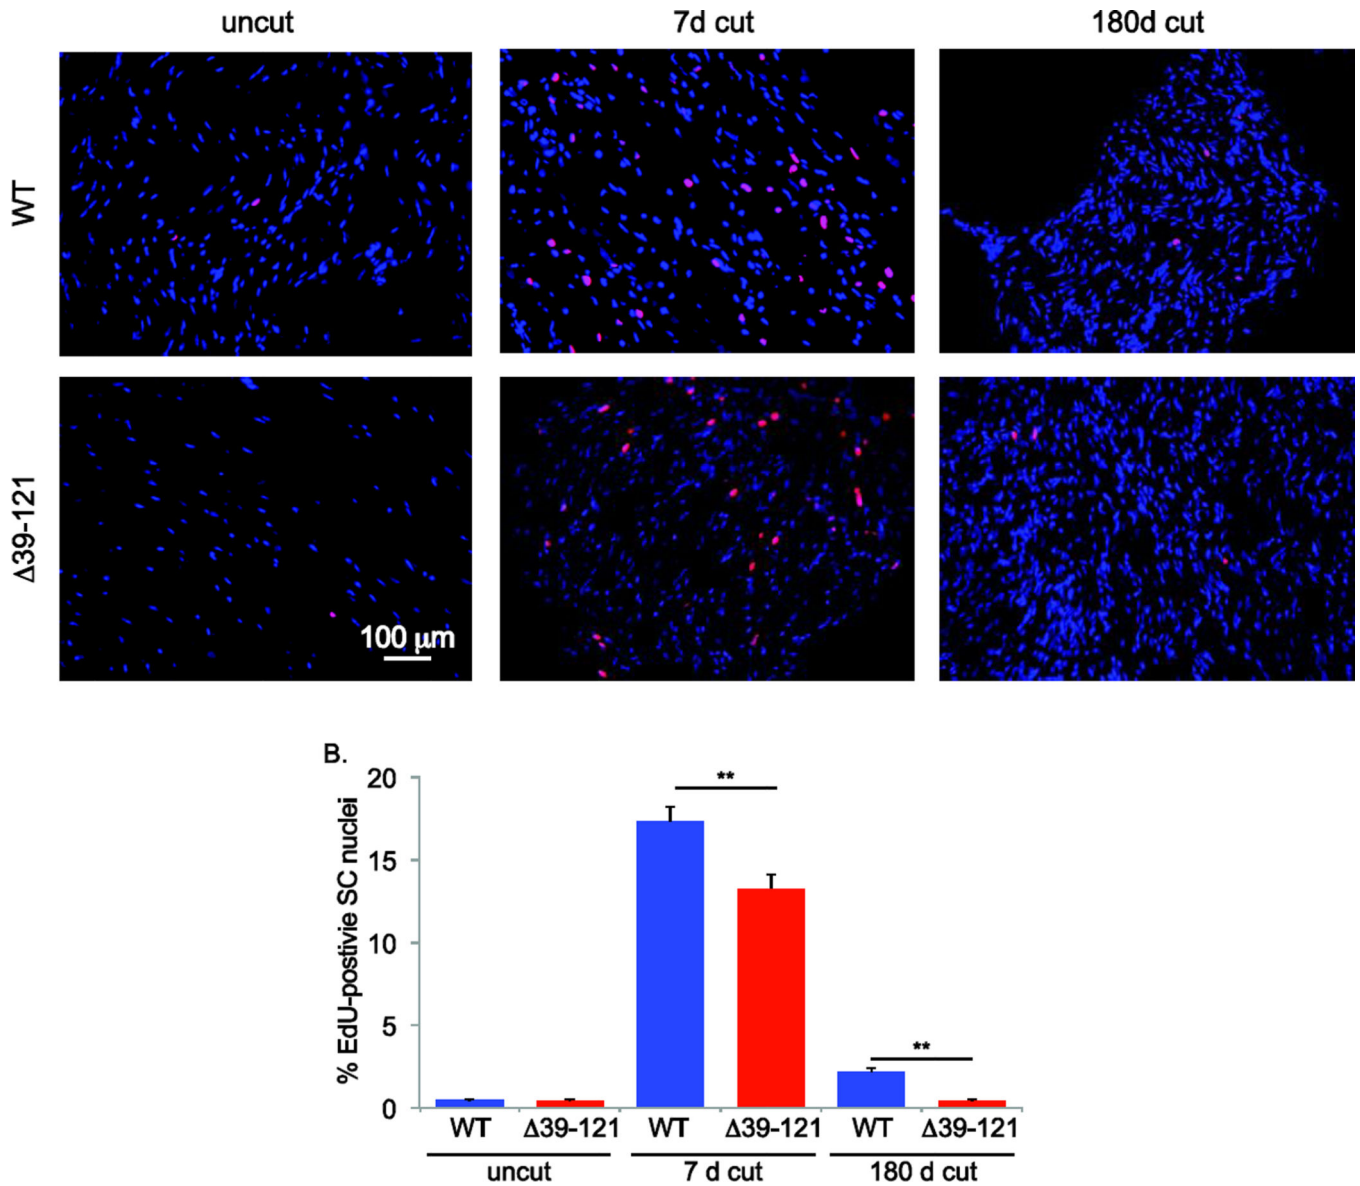 uncut 7d cut 180d cut
WT
Δ39-121
100 μm
B.
% EdU-postivie SC nuclei
20
15
10
5
0
WT Δ39-121 WT Δ39-121 WT Δ39-121
uncut 7 d cut 180 d cut
**
**